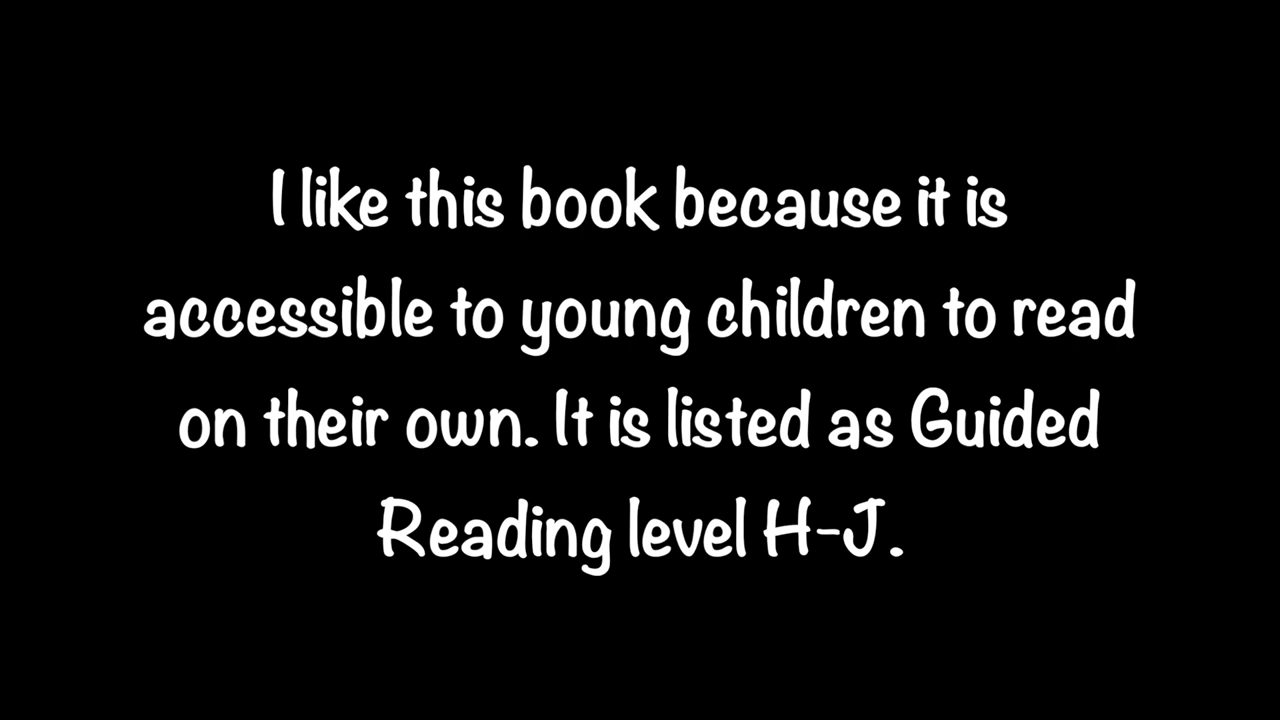 I like this book because it is
accessible to young children to read
on their own. It is listed as Guided
Reading level H-J.